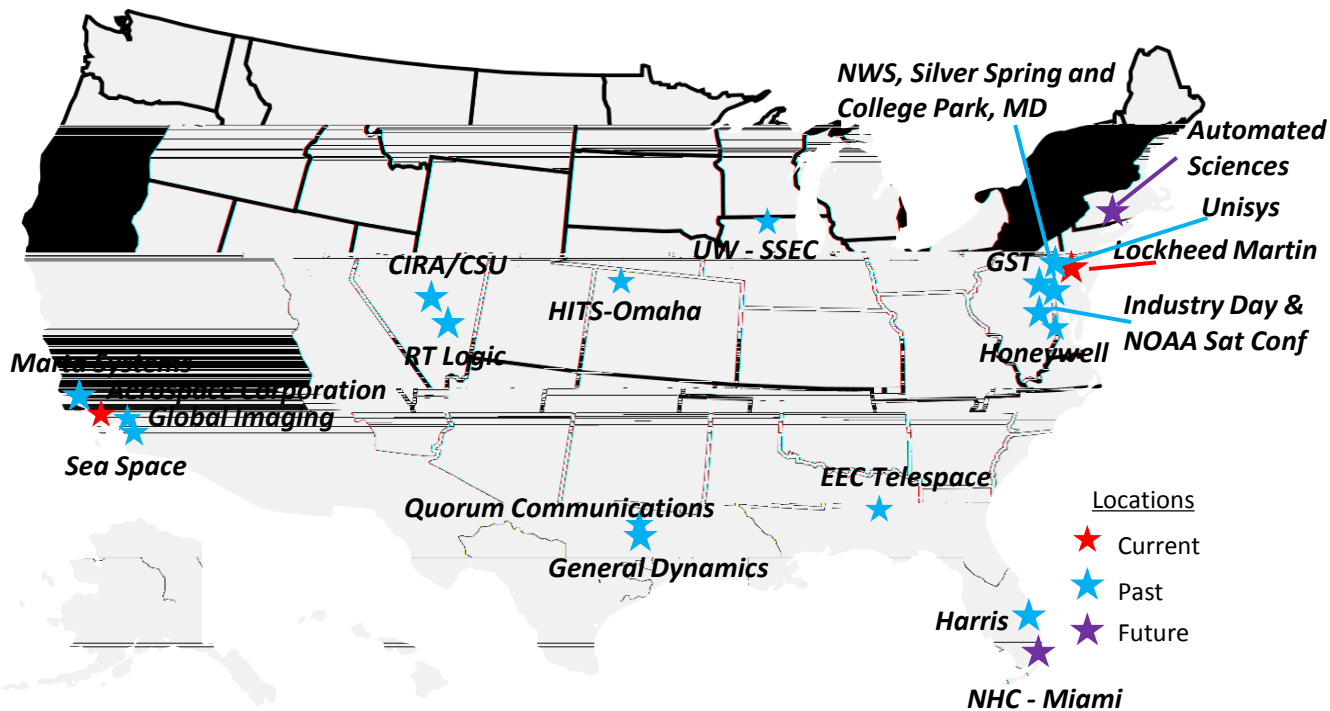 NWS, Silver Spring and
College Park, MD
Automated
Sciences
Unisys
Lockheed Martin
GST
Industry Day &
NOAA Sat Conf
Honeywell
UW - SSEC
CIRA/CSU
HITS-Omaha
RT Logic
Marta Systems
Aerospace Corporation
Global Imaging
Sea Space
EEC Telespace
Quorum Communications
General Dynamics
Harris
NHC - Miami
Locations
Current
Past
Future